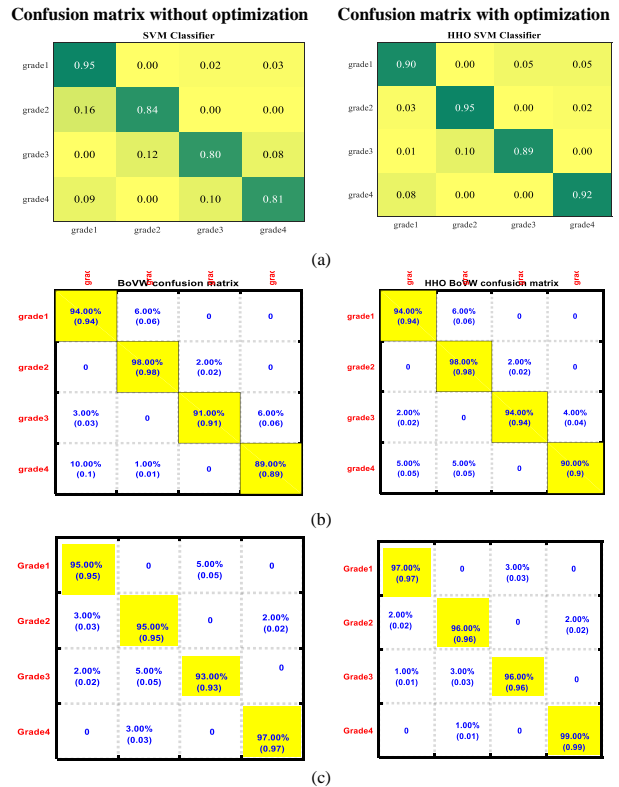 Confusion matrix without optimization
Confusion matrix with optimization
SVM Classifier
grade1 0.95 0.00 0.02 0.03
grade2 0.16 0.84 0.00 0.00
grade3 0.00 0.12 0.80 0.08
grade4 0.09 0.00 0.10 0.81
grade1 grade2 grade3 grade4
HHO SVM Classifier
grade1 0.90 0.00 0.05 0.05
grade2 0.03 0.95 0.00 0.02
grade3 0.01 0.10 0.89 0.00
grade4 0.08 0.00 0.00 0.92
grade1 grade2 grade3 grade4
(a)
BoVW confusion matrix
grade1 94.00% 6.00% 0 0
(0.94) (0.06)
grade2 0 98.00% 2.00% 0
(0.98) (0.02)
grade3 3.00% 0 91.00% 6.00%
(0.03) (0.91) (0.06)
grade4 10.00% 1.00% 0 89.00%
(0.1) (0.01) (0.89)
HHO BoVW confusion matrix
grade1 94.00% 6.00% 0 0
(0.94) (0.06)
grade2 0 98.00% 2.00% 0
(0.98) (0.02)
grade3 2.00% 0 94.00% 4.00%
(0.02) (0.94) (0.04)
grade4 5.00% 5.00% 0 90.00%
(0.05) (0.05) (0.9)
(b)
Grade1 95.00% 0 5.00% 0
(0.95) (0.05)
Grade2 3.00% 95.00% 0 2.00%
(0.03) (0.95) (0.02)
Grade3 2.00% 5.00% 93.00% 0
(0.02) (0.05) (0.93)
Grade4 0 3.00% 0 97.00%
(0.03) (0.97)
Grade1 97.00% 0 3.00% 0
(0.97) (0.03)
Grade2 2.00% 96.00% 0 2.00%
(0.02) (0.96) (0.02)
Grade3 1.00% 3.00% 96.00% 0
(0.01) (0.03) (0.96)
Grade4 0 1.00% 0 99.00%
(0.01) (0.99)
(c)